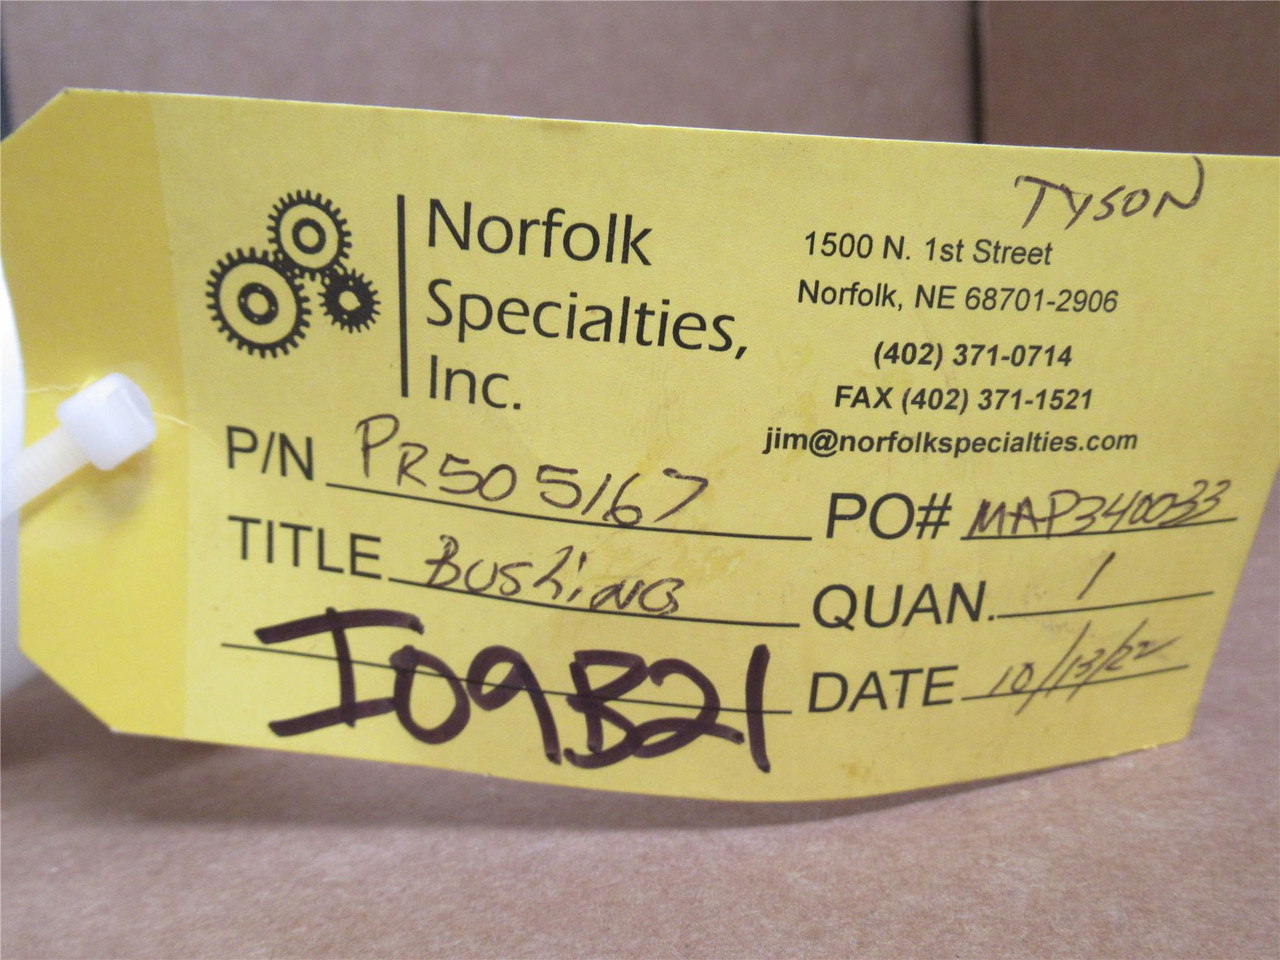 TYSON
Norfolk
Specialties,
Inc.
1500 N. 1st Street
Norfolk, NE 68701-2906
(402) 371-0714
FAX (402) 371-1521
jim@norfolkspecialties.com
P/N PR505167
PO# MAP340033
TITLE Bushing
QUAN. 1
I09B21
DATE 10/13/22